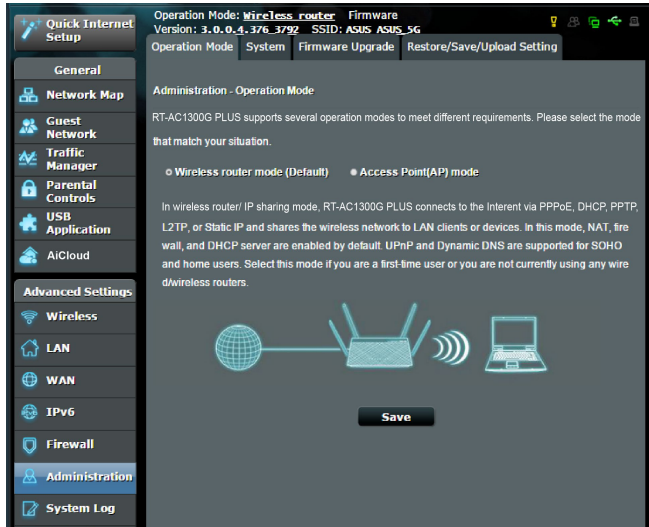 Quick Internet
Setup
Operation Mode: Wireless router Firmware
Version: 3.0.0.4.376_3792 SSID: ASUS ASUS_5G
Operation Mode System Firmware Upgrade Restore/Save/Upload Setting
General
Network Map
Guest
Network
Traffic
Manager
Parental
Controls
USB
Application
AiCloud
Advanced Settings
Wireless
LAN
WAN
IPv6
Firewall
Administration
System Log
Administration - Operation Mode
RT-AC1300G PLUS supports several operation modes to meet different requirements. Please select the mode
that match your situation.
Wireless router mode (Default) Access Point(AP) mode
In wireless router/ IP sharing mode, RT-AC1300G PLUS connects to the Interent via PPPoE, DHCP, PPTP,
L2TP, or Static IP and shares the wireless network to LAN clients or devices. In this mode, NAT, fire
wall, and DHCP server are enabled by default. UPnP and Dynamic DNS are supported for SOHO
and home users. Select this mode if you are a first-time user or you are not currently using any wire
d/wireless routers.
Save